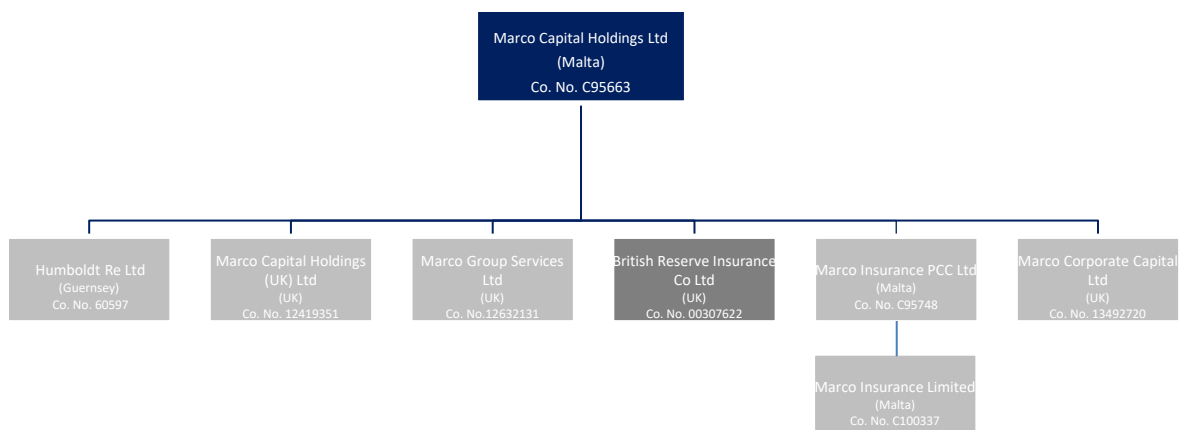 Marco Capital Holdings Ltd
(Malta)
Co. No. C95663
Humboldt Re Ltd
(Guernsey)
Co. No. 60597
Marco Capital Holdings
(UK) Ltd
(UK)
Co. No. 12419351
Marco Group Services
Ltd
(UK)
Co. No.12632131
British Reserve Insurance
Co Ltd
(UK)
Co. No. 00307622
Marco Insurance PCC Ltd
(Malta)
Co. No. C95748
Marco Corporate Capital
Ltd
(UK)
Co. No. 13492720
Marco Insurance Limited
(Malta)
Co. No. C100337